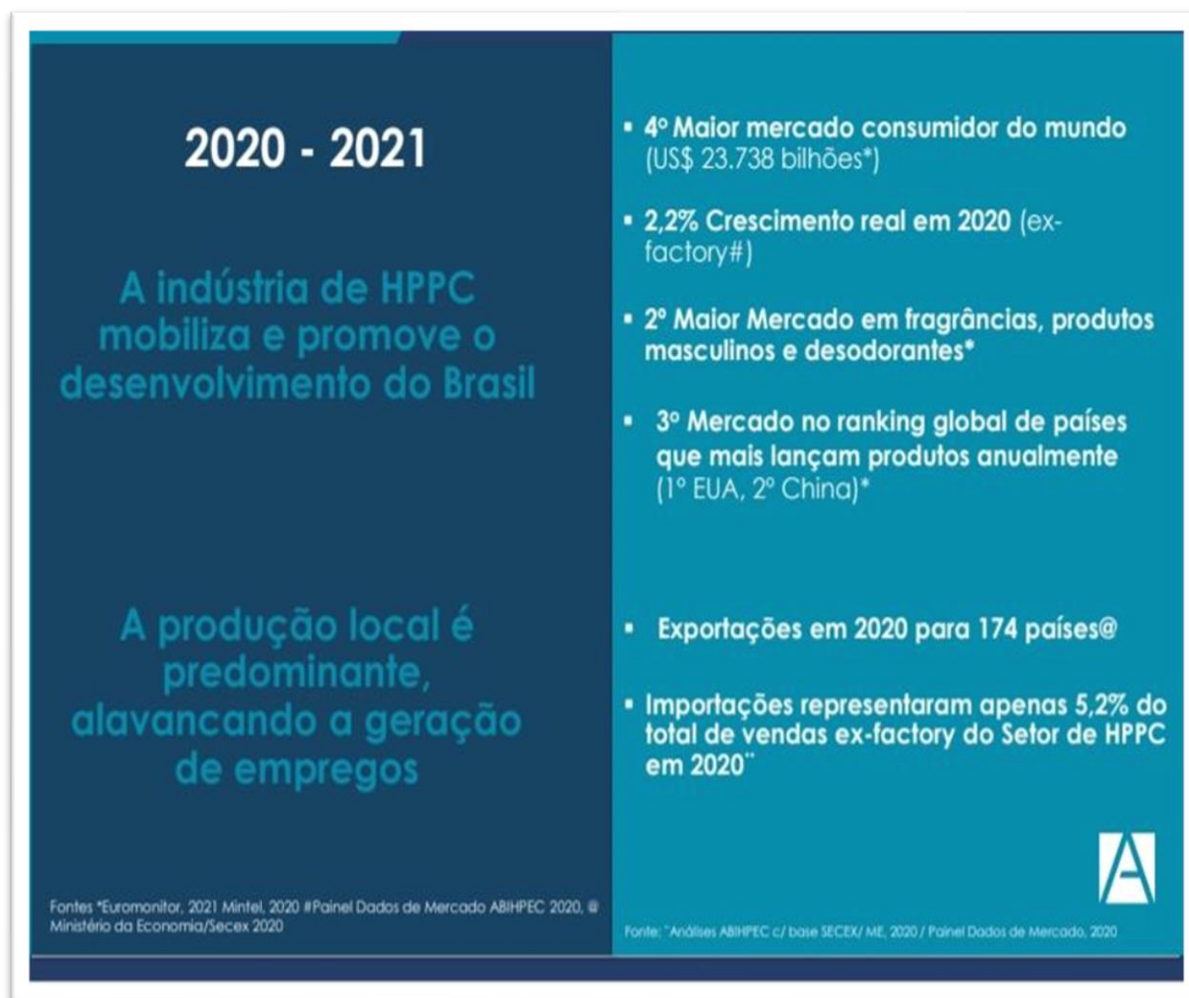 2020 - 2021
A indústria de HPPC
mobiliza e promove o
desenvolvimento do Brasil
A produção local é
predominante,
alavancando a geração
de empregos
Fontes *Euromonitor, 2021 Mintel, 2020 #Painel Dados de Mercado ABIHPEC 2020, @
Ministério da Economia/Secex 2020
▪ 4º Maior mercado consumidor do mundo
(US$ 23.738 bilhões*)
▪ 2,2% Crescimento real em 2020 (ex-
factory#)
▪ 2º Maior Mercado em fragrâncias, produtos
masculinos e desodorantes*
▪ 3º Mercado no ranking global de países
que mais lançam produtos anualmente
(1º EUA, 2º China)*
▪ Exportações em 2020 para 174 países@
▪ Importações representaram apenas 5,2% do
total de vendas ex-factory do Setor de HPPC
em 2020¨
A
Fonte: ¨Análises ABIHPEC c/ base SECEX/ ME, 2020 / Painel Dados de Mercado, 2020